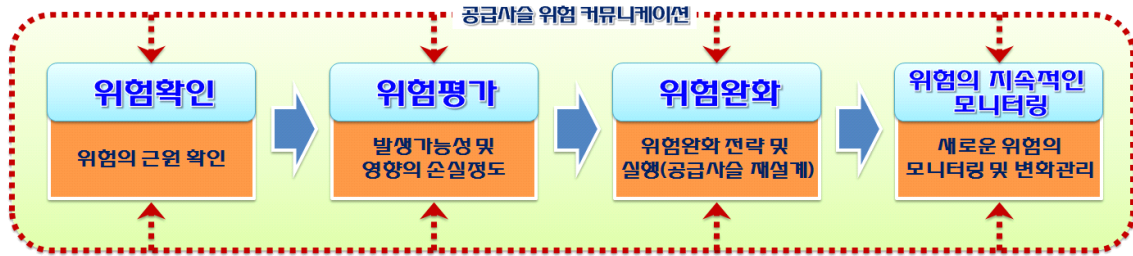 공급사슬 위험 커뮤니케이션
위험확인
위험의 근원 확인
위험평가
발생가능성 및
영향의 손실정도
위험완화
위험완화 전략 및
실행(공급사슬 재설계)
위험의 지속적인
모니터링
새로운 위험의
모니터링 및 변화관리